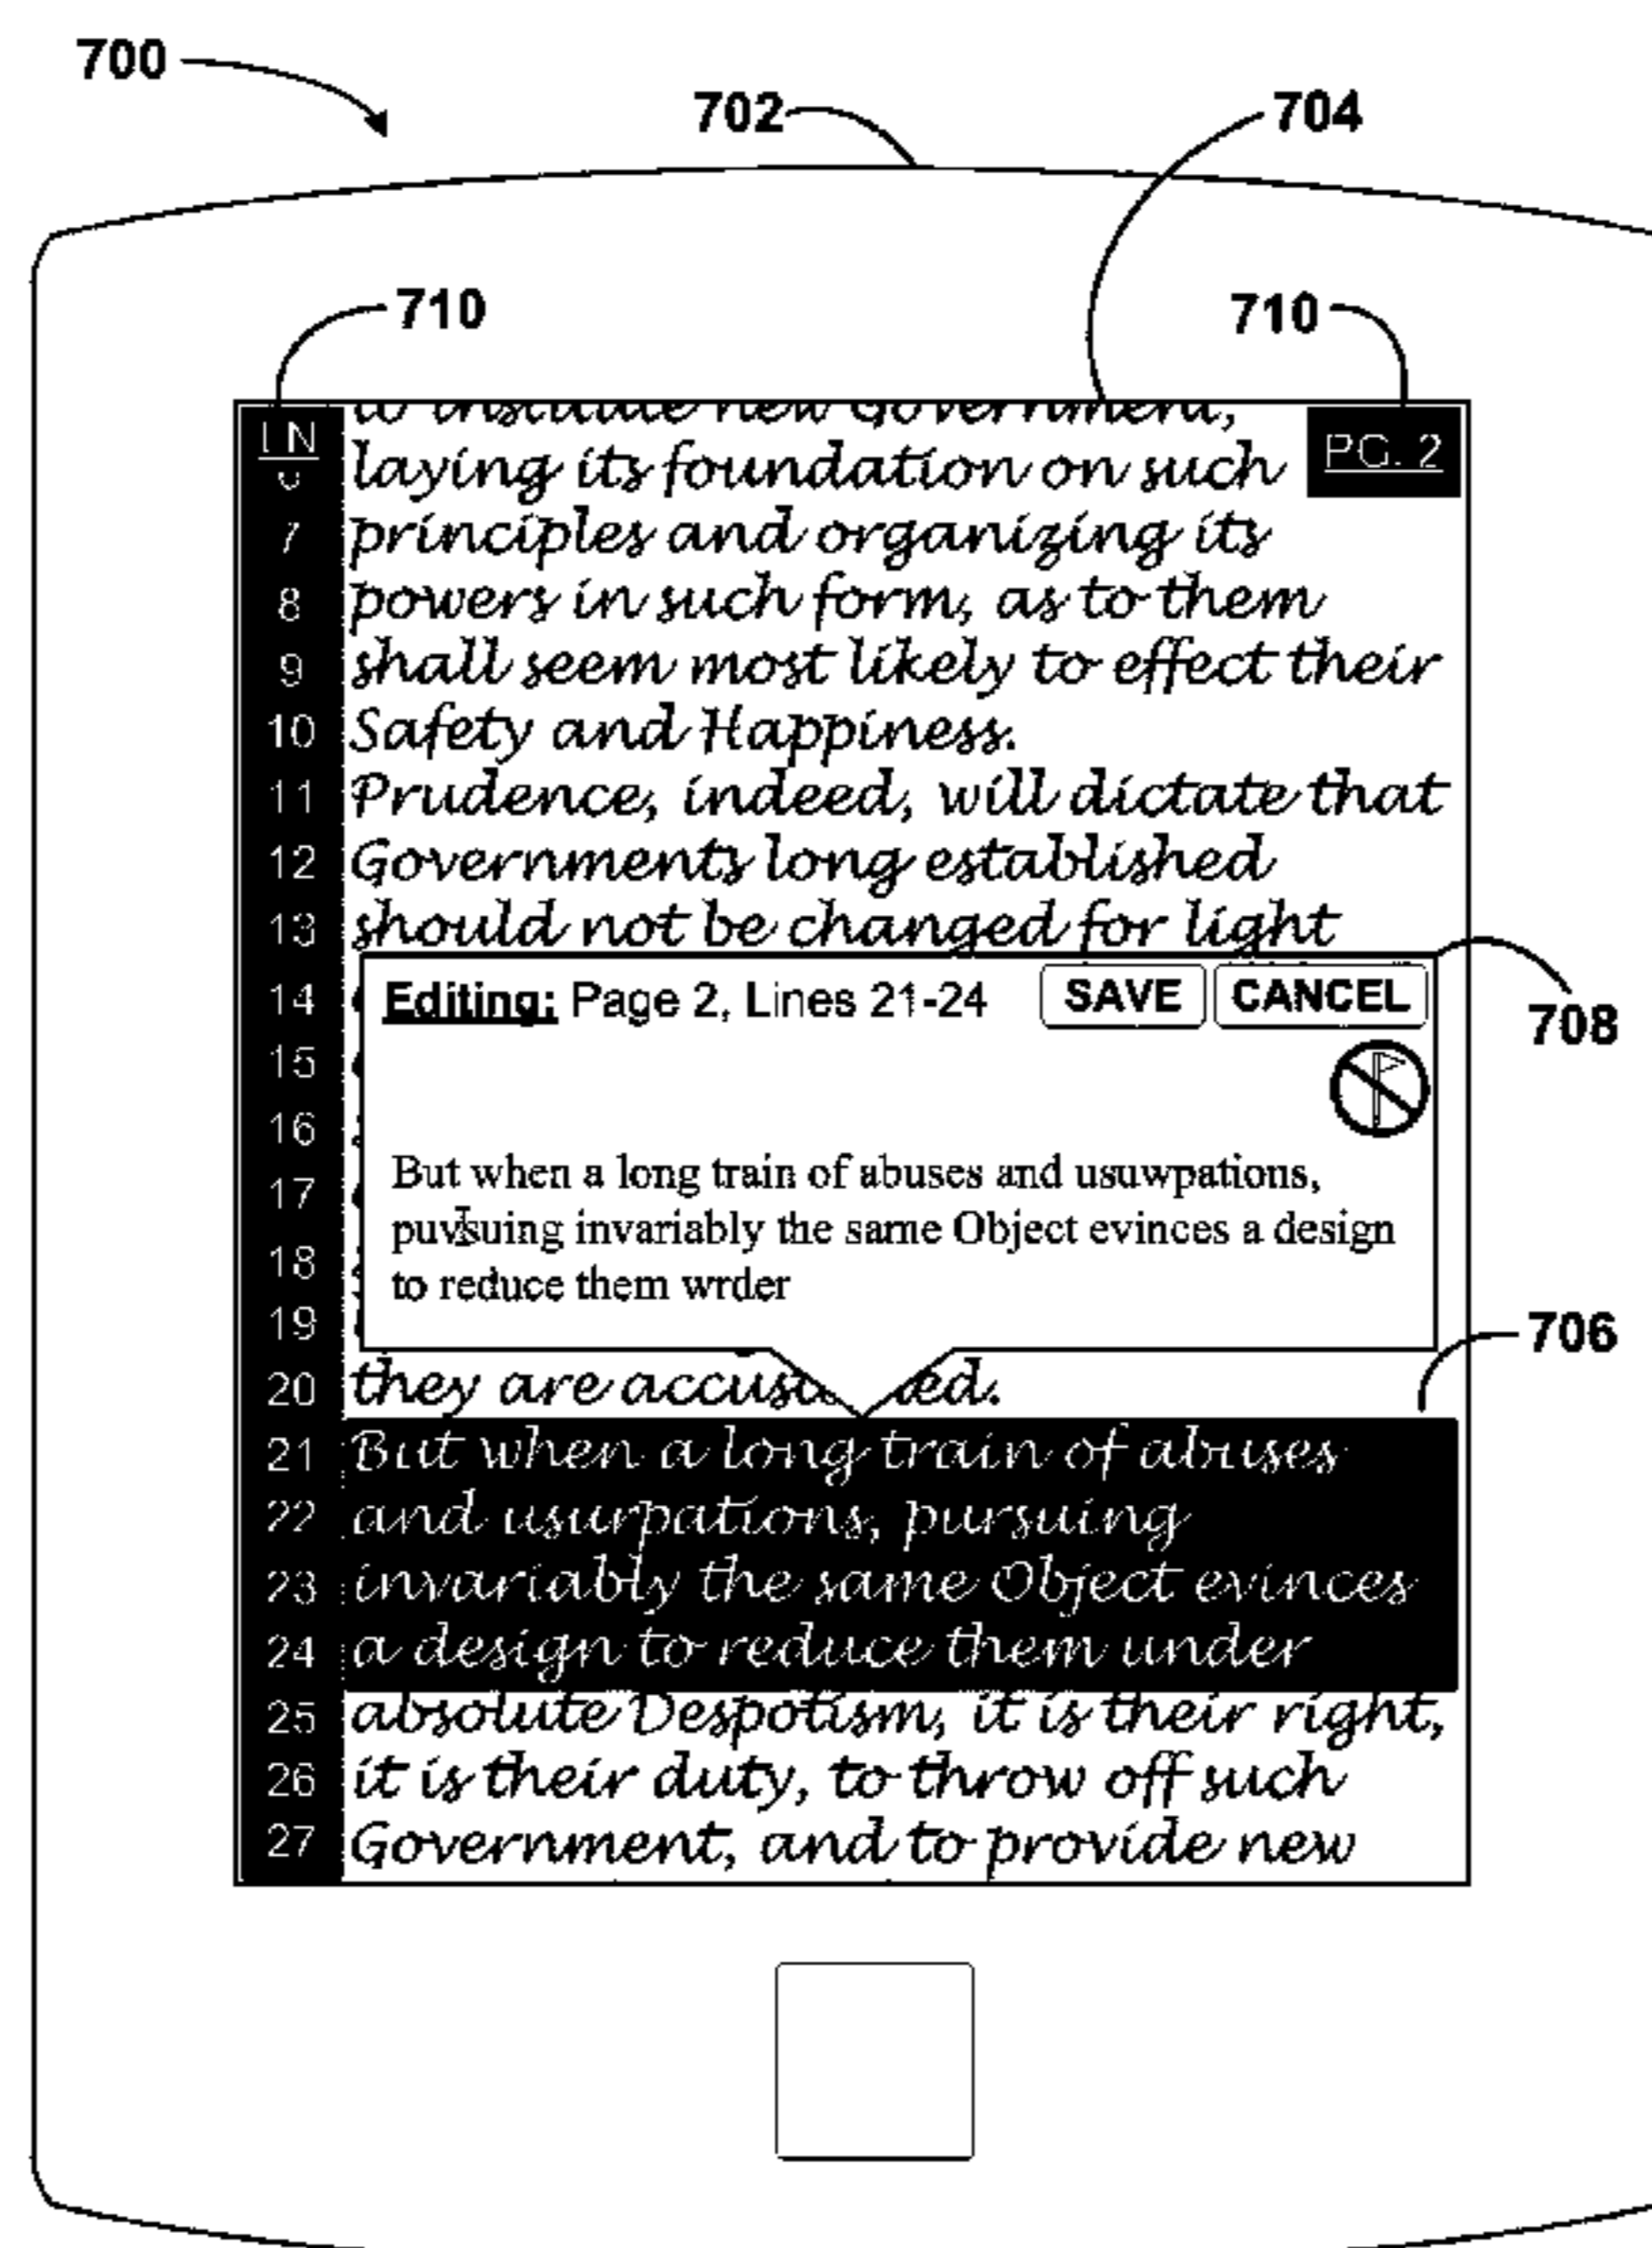 700
702
704
710
710
LN
PG. 2
to institute new Government,
laying its foundation on such
7 principles and organizing its
8 powers in such form, as to them
9 shall seem most likely to effect their
10 Safety and Happiness.
11 Prudence, indeed, will dictate that
12 Governments long established
13 should not be changed for light
14
Editing: Page 2, Lines 21-24 SAVE CANCEL
708
15
16
17
18
19
But when a long train of abuses and usuwpations,
puvsuing invariably the same Object evinces a design
to reduce them wrder
706
20 they are
21 But when a long train of abuses
22 and usurpations, pursuing
23 invariably the same Object evinces
24 a design to reduce them under
25 absolute Despotism, it is their right,
26 it is their duty, to throw off such
27 Government, and to provide new